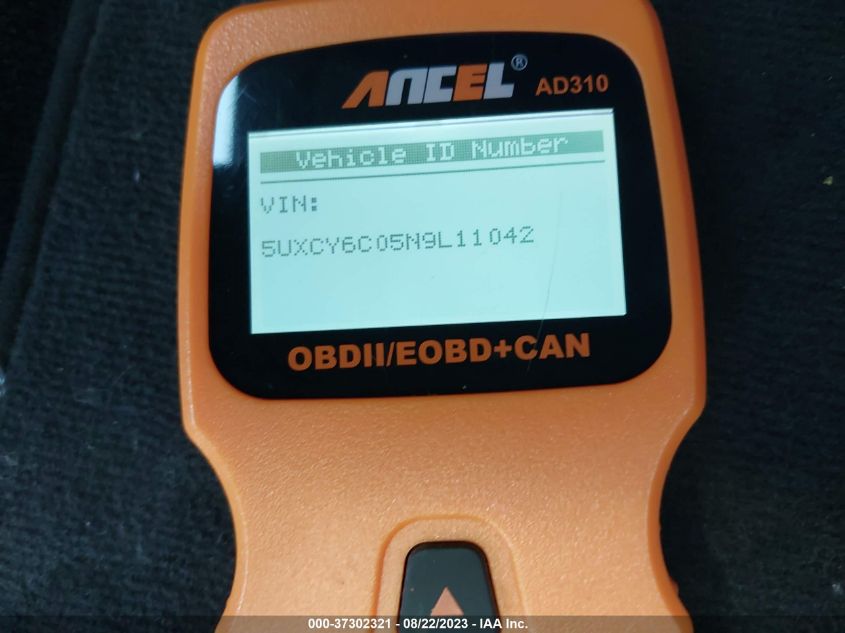 ANCEL® AD310
Vehicle ID Number
VIN:
5UXCY6C05N9L11042
OBDII/EOBD+CAN
000-37302321 - 08/22/2023 - IAA Inc.